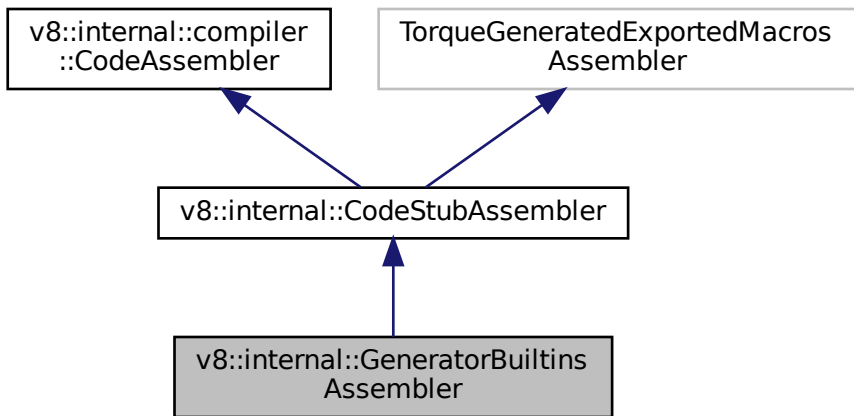 v8::internal::compiler
::CodeAssembler
TorqueGeneratedExportedMacros
Assembler
v8::internal::CodeStubAssembler
v8::internal::GeneratorBuiltins
Assembler